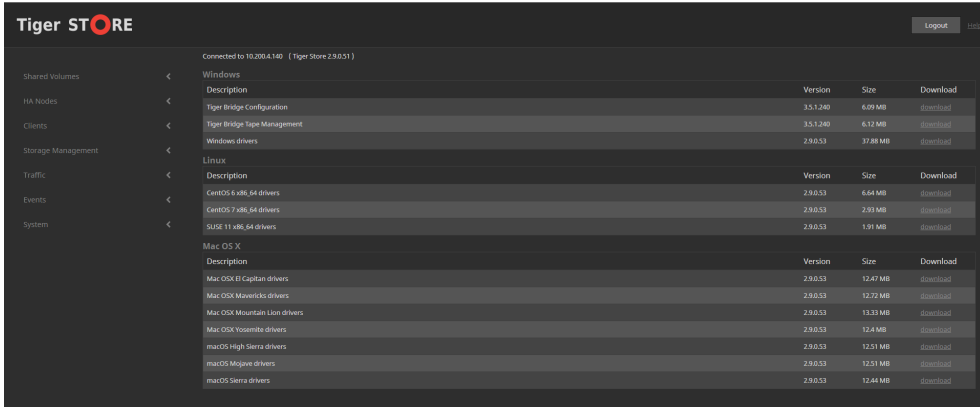 Tiger STORE
Logout
Help
Connected to 10.200.4.140 [ Tiger Store 2.9.0.51 ]
Shared Volumes
HA Nodes
Clients
Storage Management
Traffic
Events
System
Windows
Description Version Size Download
Tiger Bridge Configuration 3.5.1.240 6.09 MB download
Tiger Bridge Tape Management 3.5.1.240 6.12 MB download
Windows drivers 2.9.0.53 37.88 MB download
Linux
Description Version Size Download
CentOS 6 x86_64 drivers 2.9.0.53 6.64 MB download
CentOS 7 x86_64 drivers 2.9.0.53 2.93 MB download
SUSE 11 x86_64 drivers 2.9.0.53 1.91 MB download
Mac OS X
Description Version Size Download
Mac OSX El Capitan drivers 2.9.0.53 12.47 MB download
Mac OSX Mavericks drivers 2.9.0.53 12.72 MB download
Mac OSX Mountain Lion drivers 2.9.0.53 13.33 MB download
Mac OSX Yosemite drivers 2.9.0.53 12.4 MB download
macOS High Sierra drivers 2.9.0.53 12.51 MB download
macOS Mojave drivers 2.9.0.53 12.51 MB download
macOS Sierra drivers 2.9.0.53 12.44 MB download